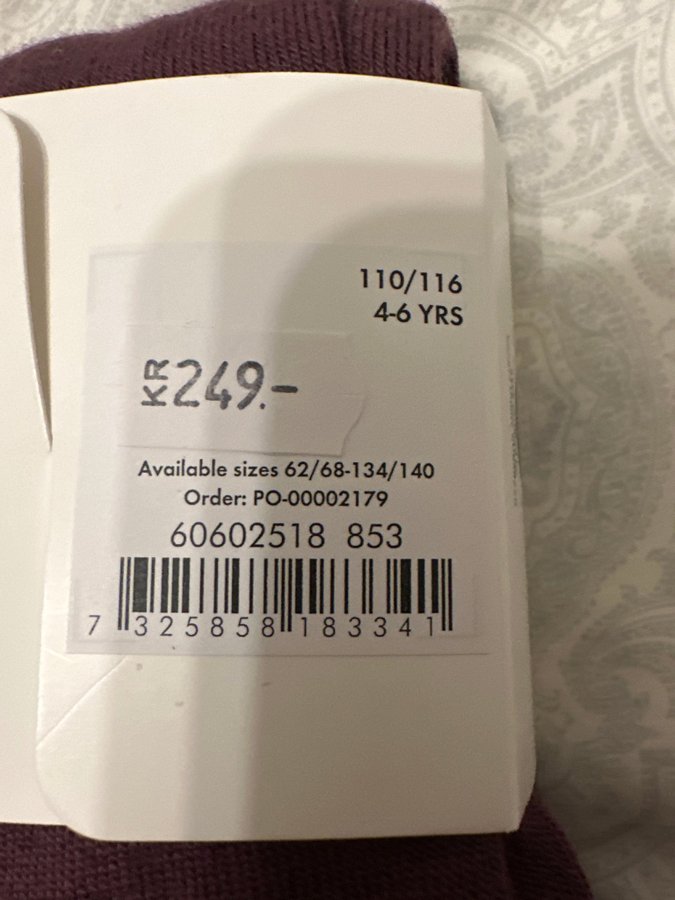 110/116
4-6 YRS
KR 249.-
Available sizes 62/68-134/140
Order: PO-00002179
60602518 853
7 325858 183341